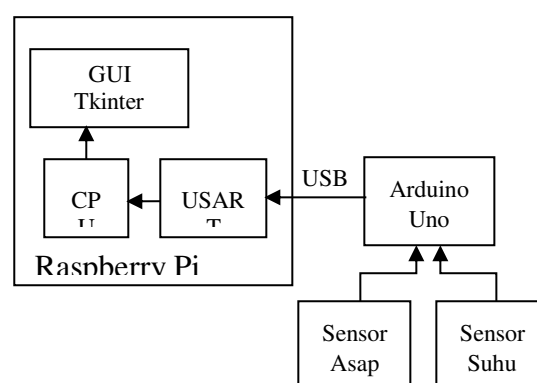 GUI
Tkinter
CP
U
USAR
T
USB
Arduino
Uno
Raspberry Pi
Sensor
Asap
Sensor
Suhu